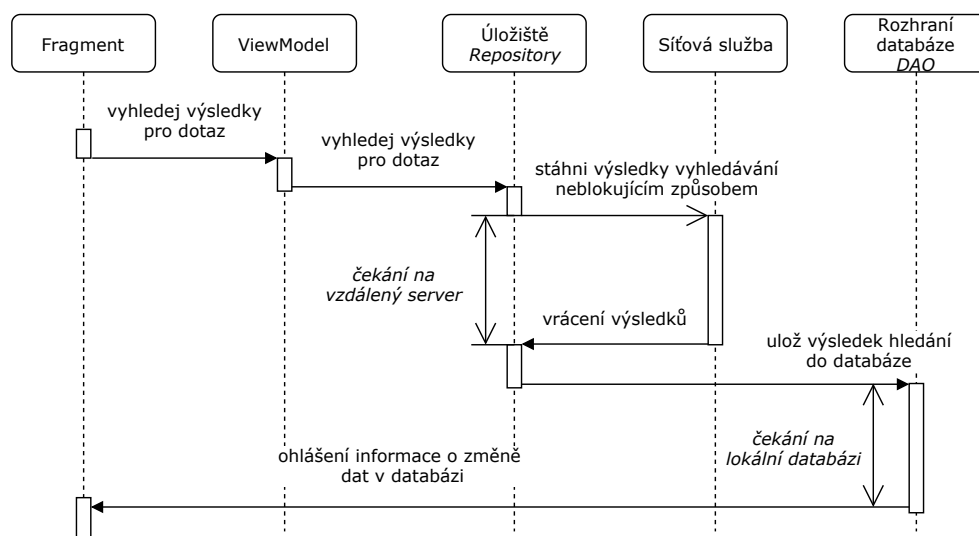 Fragment
ViewModel
Úložiště
Repository
Síťová služba
Rozhraní
databáze
DAO
vyhledej výsledky
pro dotaz
vyhledej výsledky
pro dotaz
stáhni výsledky vyhledávání
neblokujícím způsobem
čekání na
vzdálený server
vrácení výsledků
ulož výsledek hledání
do databáze
čekání na
lokální databázi
ohlášení informace o změně
dat v databázi